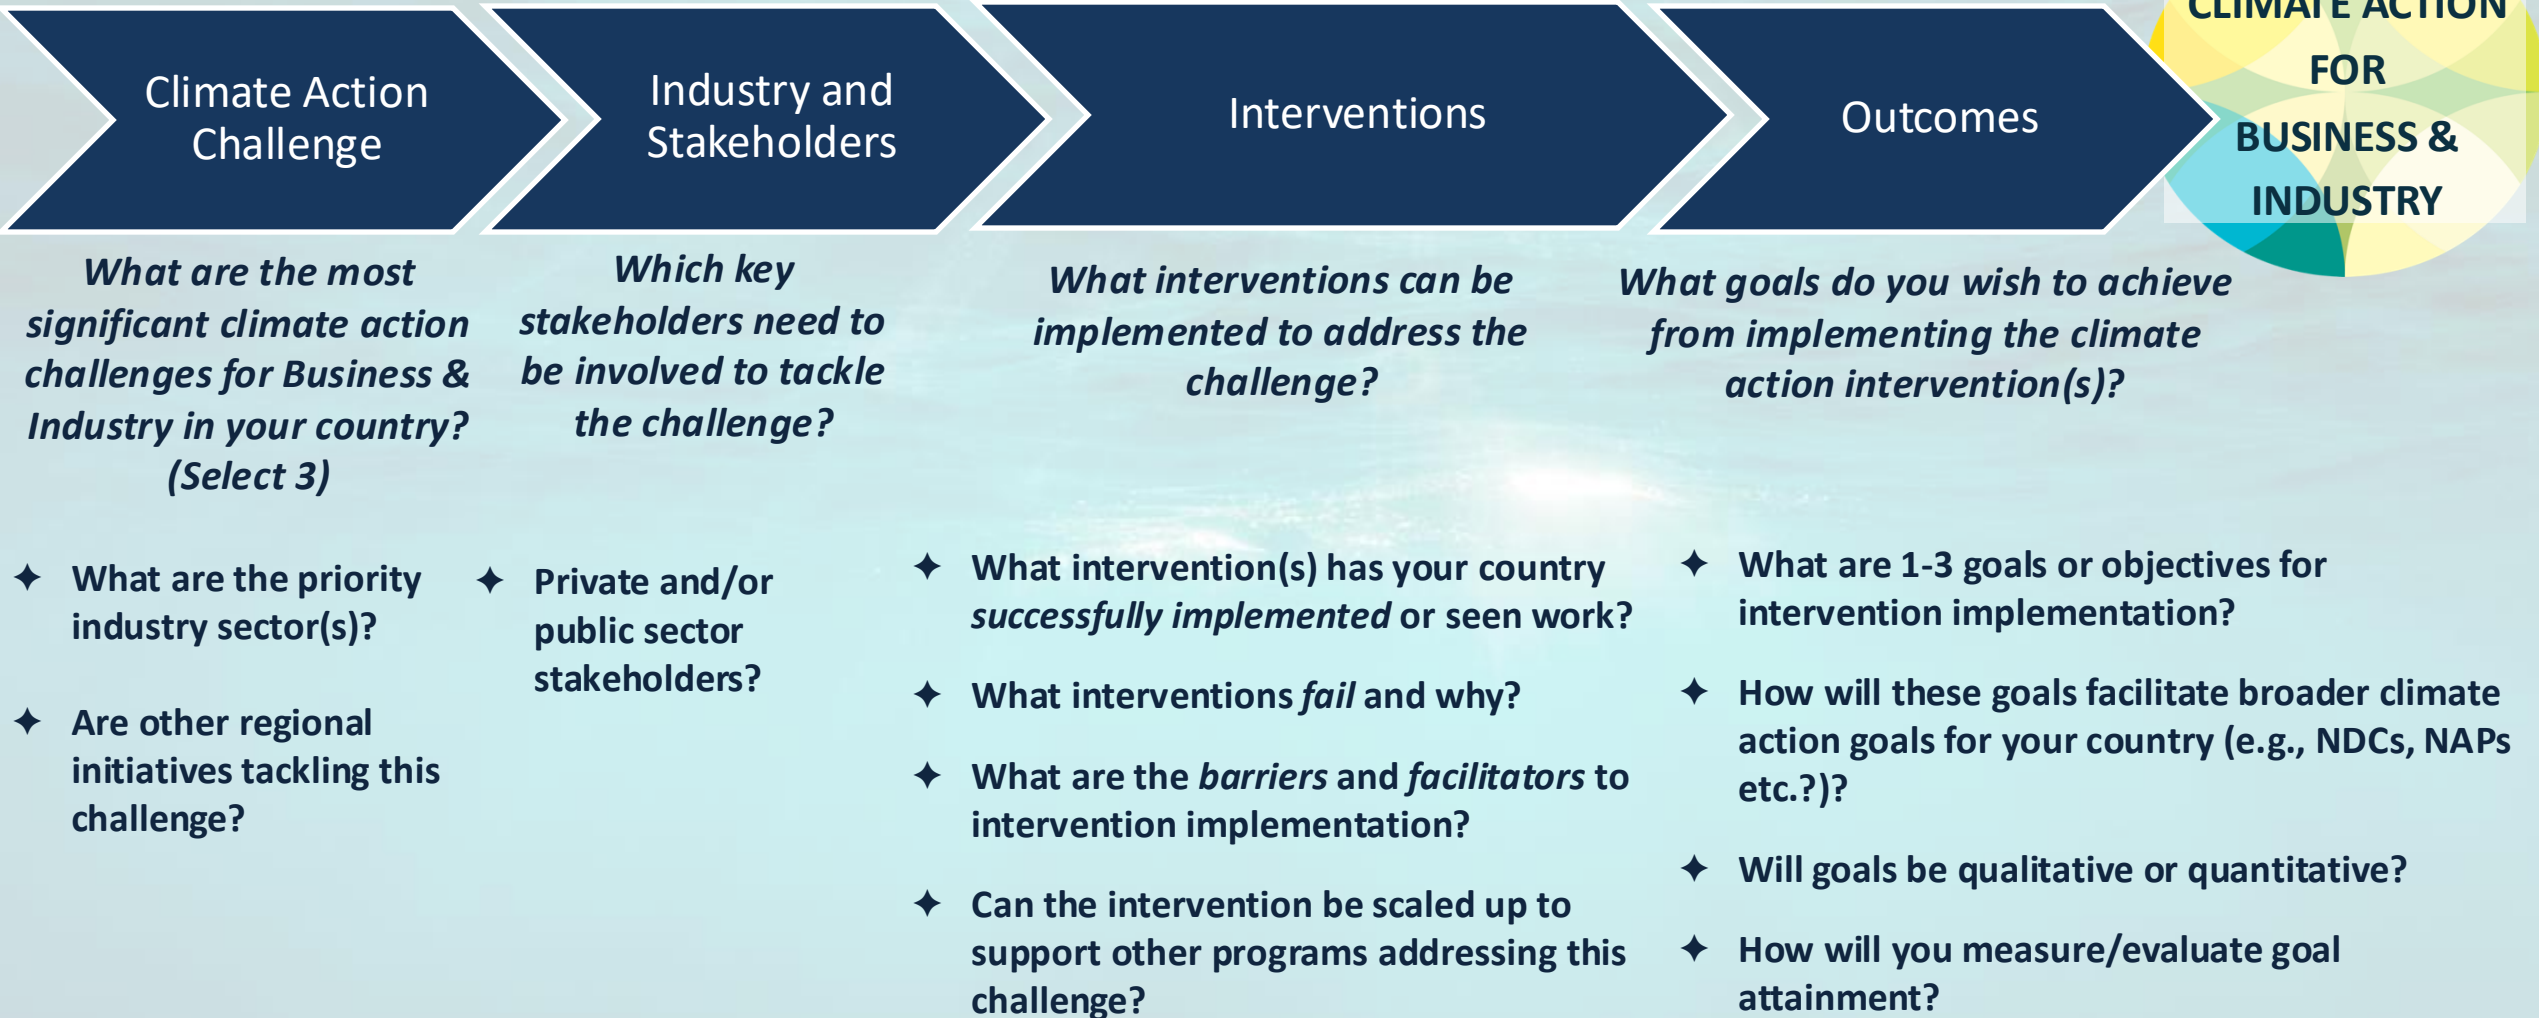 Climate Action
Challenge
Industry and
Stakeholders
Interventions
Outcomes
CLIMATE ACTION
FOR
BUSINESS &
INDUSTRY
What are the most
significant climate action
challenges for Business &
Industry in your country?
(Select 3)
✦ What are the priority
industry sector(s)?
✦ Are other regional
initiatives tackling this
challenge?
Which key
stakeholders need to
be involved to tackle
the challenge?
✦ Private and/or
public sector
stakeholders?
What interventions can be
implemented to address the
challenge?
✦ What intervention(s) has your country
successfully implemented or seen work?
✦ What interventions fail and why?
✦ What are the barriers and facilitators to
intervention implementation?
✦ Can the intervention be scaled up to
support other programs addressing this
challenge?
What goals do you wish to achieve
from implementing the climate
action intervention(s)?
✦ What are 1-3 goals or objectives for
intervention implementation?
✦ How will these goals facilitate broader climate
action goals for your country (e.g., NDCs, NAPs
etc.?)?
✦ Will goals be qualitative or quantitative?
✦ How will you measure/evaluate goal
attainment?